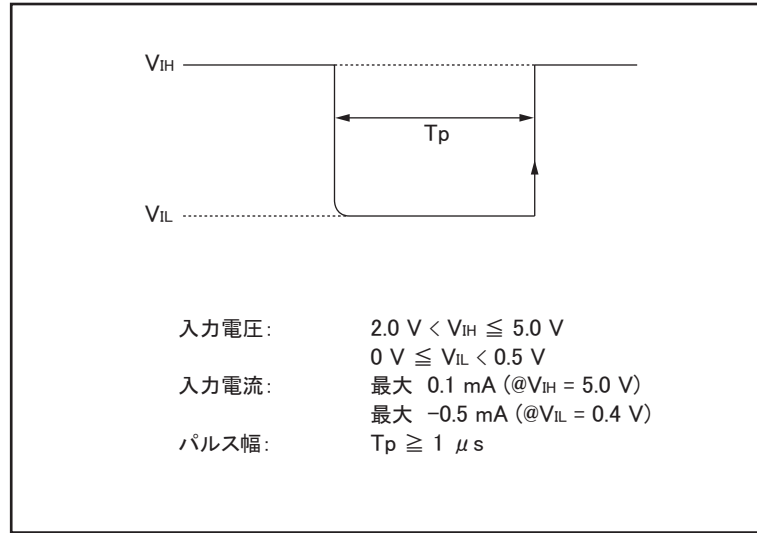 VIH
Tp
VIL
入力電圧: 2.0 V < VIH ≦ 5.0 V
0 V ≦ VIL < 0.5 V
入力電流: 最大 0.1 mA (@VIH = 5.0 V)
最大 -0.5 mA (@VIL = 0.4 V)
パルス幅: Tp ≧ 1 μs